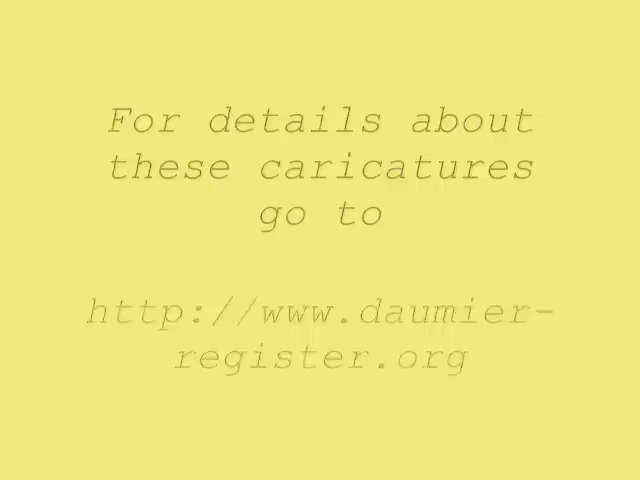 For details about
these caricatures
go to
http://www.daumier-
register.org